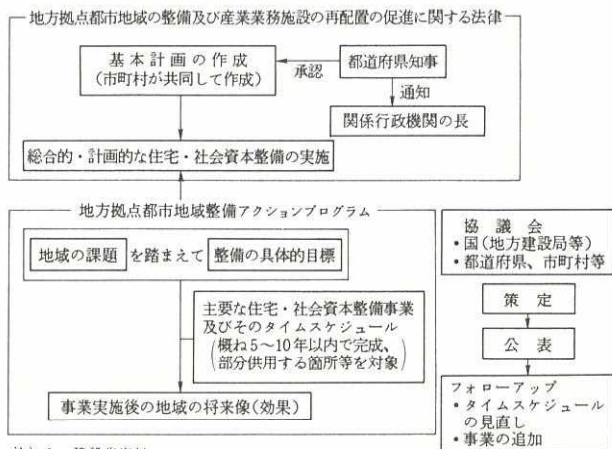 地方拠点都市地域の整備及び産業業務施設の再配置の促進に関する法律
基本計画の作成
(市町村が共同して作成)
承認
都道府県知事
通知
関係行政機関の長
総合的・計画的な住宅・社会資本整備の実施
地方拠点都市地域整備アクションプログラム
地域の課題 を踏まえて 整備の具体的目標
主要な住宅・社会資本整備事業
及びそのタイムスケジュール
(概ね5〜10年以内で完成、
部分供用する箇所等を対象)
事業実施後の地域の将来像(効果)
協議会
・国(地方建設局等)
・都道府県、市町村等
策定
公表
フォローアップ
・タイムスケジュール
の見直し
・事業の追加